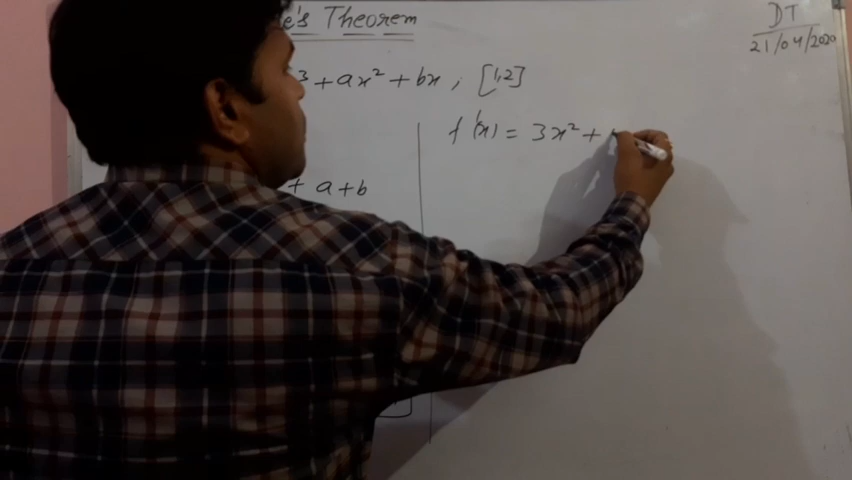 e's Theorem
DT
21/04/2020
3 + ax² + bx , [1,2]
f'(x) = 3x² +
+ a + b